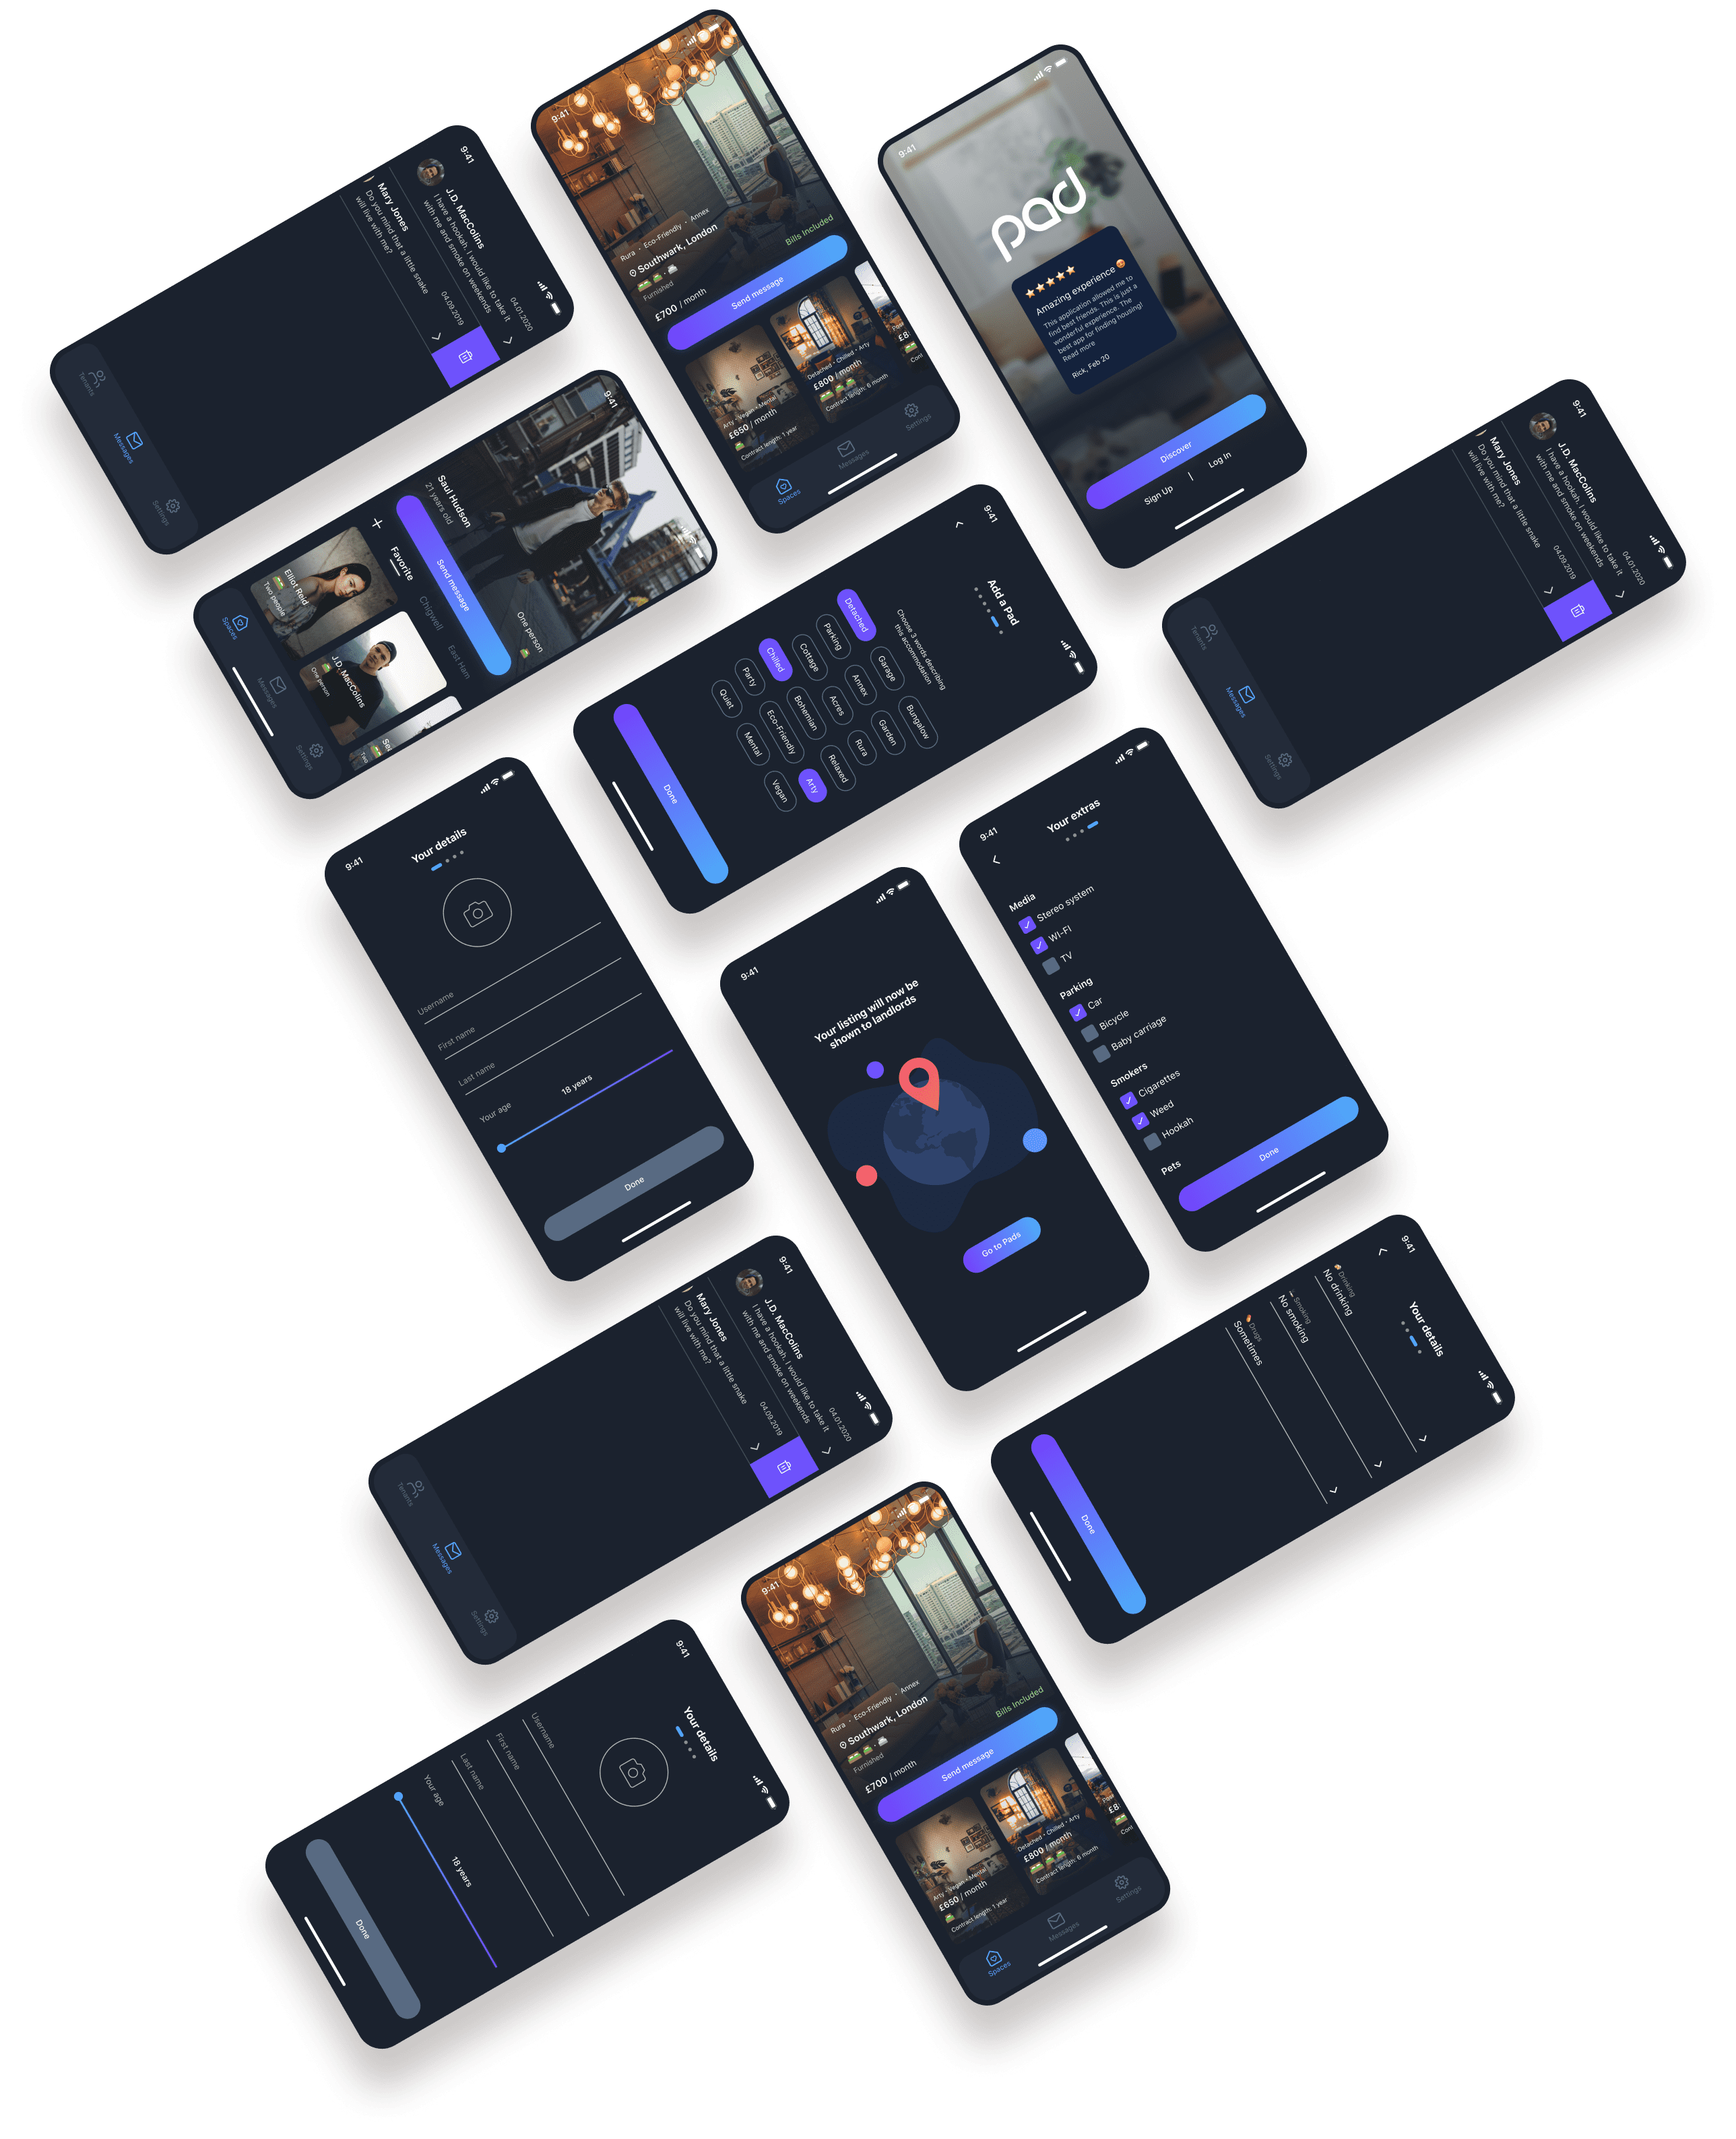 9:41
J.D. MacColins
I have a hookah. I would like to take it
with me and smoke on weekends
04.01.2020
Mary Jones
Do you mind that a little snake
will live with me?
04.09.2019
Tenants
Messages
Settings
9:41
Rura • Eco-Friendly • Annex
Southwark, London
Furnished
Bills Included
£700 / month
Send message
Arty • Vegan • Mental
£650 / month
Contract length: 1 year
Detached • Chilled • Arty
£800 / month
Contract length: 6 month
£8
Spaces
Messages
Settings
9:41
pad
Amazing experience
This application allowed me to
find best friends. This is just a
wonderful experience. The
best app for finding housing!
Read more
Rick, Feb 20
Discover
Sign Up | Log In
9:41
Saul Hudson
21 years old
One person
Send message
Favorite
Chigwell
East Ham
Elliot Reid
Two people
J.D. MacColins
One person
Spaces
Messages
Settings
9:41
Add a Pad
Choose 3 words describing
this accommodation
Detached
Garage
Bungalow
Parking
Annex
Garden
Cottage
Acres
Rura
Chilled
Bohemian
Relaxed
Party
Eco-Friendly
Arty
Quiet
Mental
Vegan
Done
9:41
J.D. MacColins
I have a hookah. I would like to take it
with me and smoke on weekends
04.01.2020
Mary Jones
Do you mind that a little snake
will live with me?
04.09.2019
Tenants
Messages
Settings
9:41
Your details
Username
First name
Last name
Your age
18 years
Done
9:41
Your listing will now be
shown to landlords
Go to Pads
9:41
Your extras
Media
Stereo system
WI-FI
TV
Parking
Car
Bicycle
Baby carriage
Smokers
Cigarettes
Weed
Hookah
Pets
Done
9:41
J.D. MacColins
I have a hookah. I would like to take it
with me and smoke on weekends
04.01.2020
Mary Jones
Do you mind that a little snake
will live with me?
04.09.2019
Tenants
Messages
Settings
9:41
Your details
Drinking
No drinking
Smoking
No smoking
Drugs
Sometimes
Done
9:41
Your details
Username
First name
Last name
Your age
18 years
Done
9:41
Rura • Eco-Friendly • Annex
Southwark, London
Furnished
Bills Included
£700 / month
Send message
Arty • Vegan • Mental
£650 / month
Contract length: 1 year
Detached • Chilled • Arty
£800 / month
Contract length: 6 month
£8
Spaces
Messages
Settings